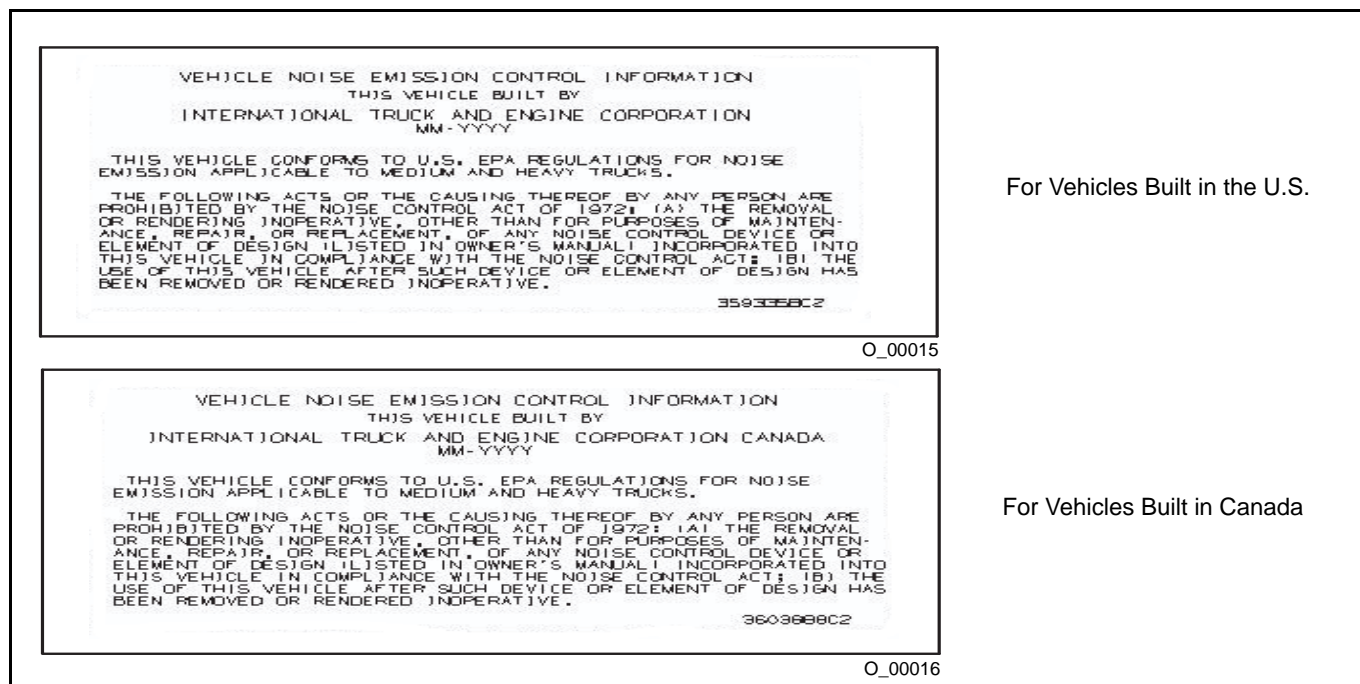 VEHICLE NOISE EMISSION CONTROL INFORMATION
THIS VEHICLE BUILT BY
INTERNATIONAL TRUCK AND ENGINE CORPORATION
MM-YYYY
THIS VEHICLE CONFORMS TO U.S. EPA REGULATIONS FOR NOISE
EMISSION APPLICABLE TO MEDIUM AND HEAVY TRUCKS.
THE FOLLOWING ACTS OR THE CAUSING THEREOF BY ANY PERSON ARE
PROHIBITED BY THE NOISE CONTROL ACT OF 1972: (A) THE REMOVAL
OR RENDERING INOPERATIVE, OTHER THAN FOR PURPOSES OF MAINTEN-
ANCE, REPAIR, OR REPLACEMENT, OF ANY NOISE CONTROL DEVICE OR
ELEMENT OF DESIGN (LISTED IN OWNER'S MANUAL) INCORPORATED INTO
THIS VEHICLE IN COMPLIANCE WITH THE NOISE CONTROL ACT; (B) THE
USE OF THIS VEHICLE AFTER SUCH DEVICE OR ELEMENT OF DESIGN HAS
BEEN REMOVED OR RENDERED INOPERATIVE.
3593358C2
O_00015
For Vehicles Built in the U.S.
VEHICLE NOISE EMISSION CONTROL INFORMATION
THIS VEHICLE BUILT BY
INTERNATIONAL TRUCK AND ENGINE CORPORATION CANADA
MM-YYYY
THIS VEHICLE CONFORMS TO U.S. EPA REGULATIONS FOR NOISE
EMISSION APPLICABLE TO MEDIUM AND HEAVY TRUCKS.
THE FOLLOWING ACTS OR THE CAUSING THEREOF BY ANY PERSON ARE
PROHIBITED BY THE NOISE CONTROL ACT OF 1972: (A) THE REMOVAL
OR RENDERING INOPERATIVE, OTHER THAN FOR PURPOSES OF MAINTEN-
ANCE, REPAIR, OR REPLACEMENT, OF ANY NOISE CONTROL DEVICE OR
ELEMENT OF DESIGN (LISTED IN OWNER'S MANUAL) INCORPORATED INTO
THIS VEHICLE IN COMPLIANCE WITH THE NOISE CONTROL ACT; (B) THE
USE OF THIS VEHICLE AFTER SUCH DEVICE OR ELEMENT OF DESIGN HAS
BEEN REMOVED OR RENDERED INOPERATIVE.
3603688C2
O_00016
For Vehicles Built in Canada